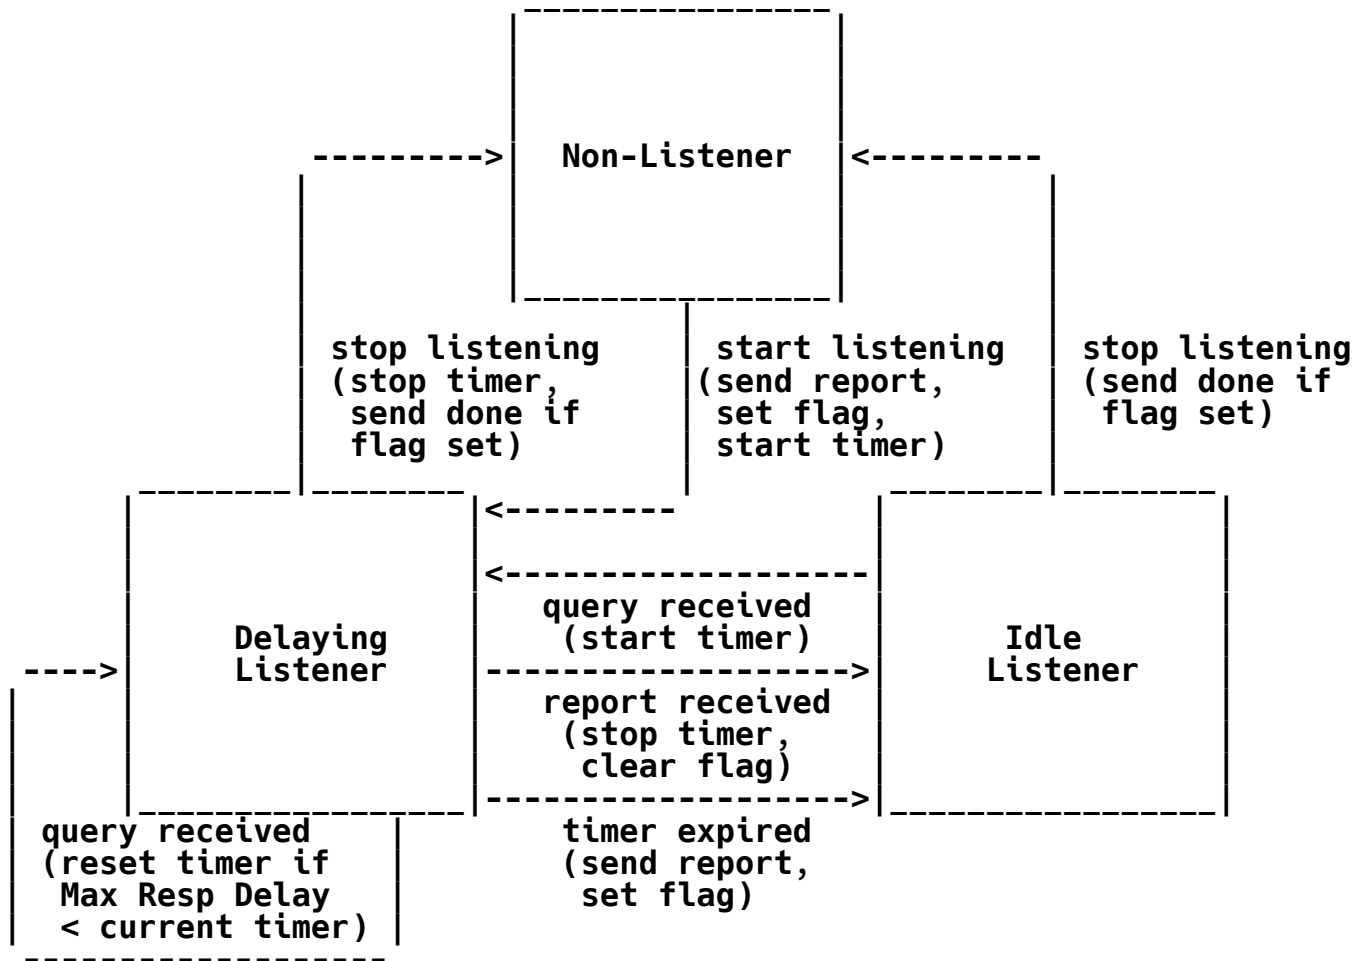 Non-Listener
stop listening
(stop timer,
send done if
flag set)
start listening
(send report,
set flag,
start timer)
stop listening
(send done if
flag set)
Delaying
Listener
query received
(start timer)
report received
(stop timer,
clear flag)
timer expired
(send report,
set flag)
Idle
Listener
query received
(reset timer if
Max Resp Delay
< current timer)